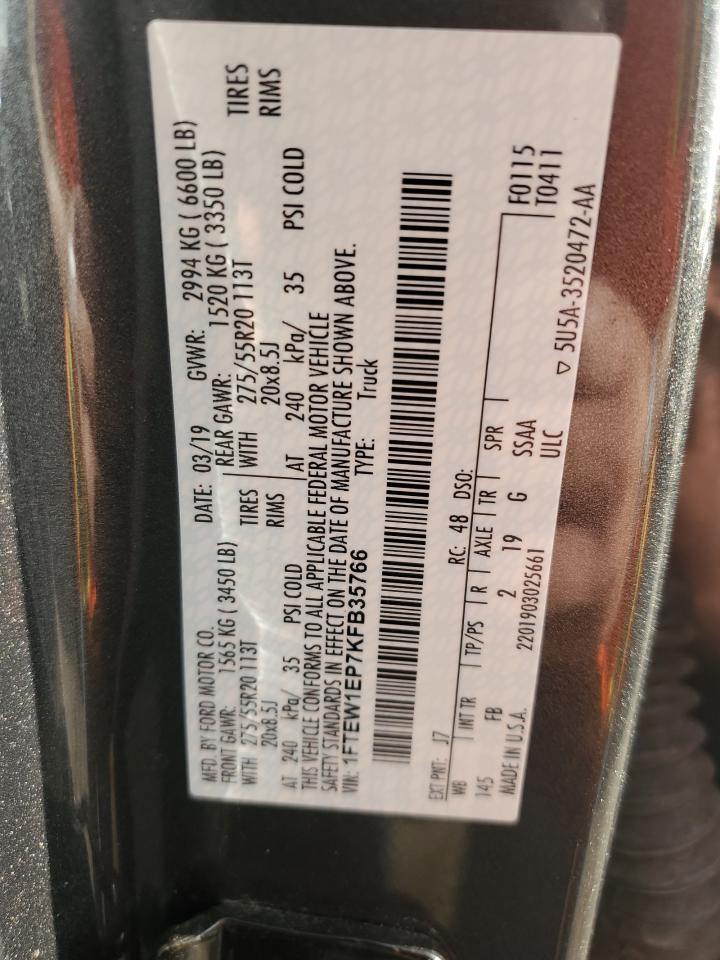 MFD. BY FORD MOTOR CO. DATE: 03/19 GVWR: 2994 KG ( 6600 LB)
FRONT GAWR: 1565 KG ( 3450 LB) REAR GAWR: 1520 KG ( 3350 LB)
WITH 275/55R20 113T TIRES WITH 275/55R20 113T TIRES
20x8.5J RIMS 20x8.5J RIMS
AT 240 kPa/ 35 PSI COLD AT 240 kPa/ 35 PSI COLD
THIS VEHICLE CONFORMS TO ALL APPLICABLE FEDERAL MOTOR VEHICLE
SAFETY STANDARDS IN EFFECT ON THE DATE OF MANUFACTURE SHOWN ABOVE.
VIN: 1FTEW1EP7KFB35766 TYPE: Truck
EXT PNT: J7 RC: 48 DSO:
WB INT TR TP/PS R AXLE TR SPR F0115
145 FB 2 19 G SSAA T0411
MADE IN U.S.A. 2201903025661 ULC
▽ 5U5A-3520472-AA